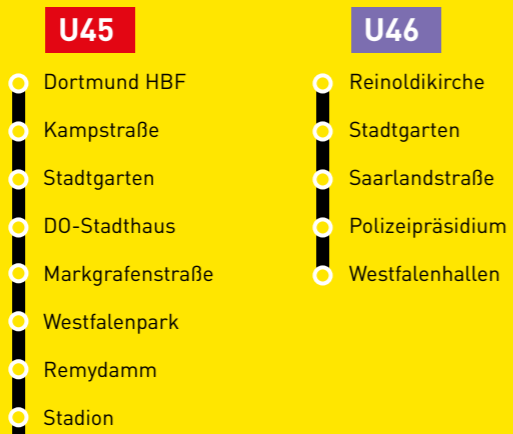 U45
Dortmund HBF
Kampstraße
Stadtgarten
DO-Stadthaus
Markgrafenstraße
Westfalenpark
Remydamm
Stadion
U46
Reinoldikirche
Stadtgarten
Saarlandstraße
Polizeipräsidium
Westfalenhallen